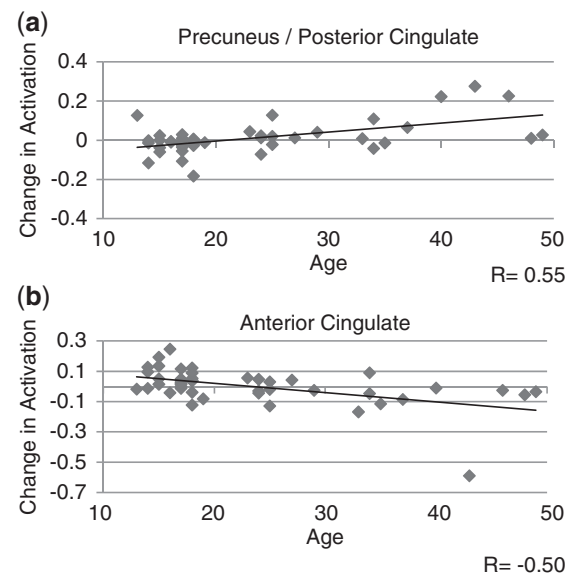 (a)
Precuneus / Posterior Cingulate
Change in Activation
0.4
0.2
0
-0.2
-0.4
10 20 30 40 50
Age
R= 0.55
(b)
Anterior Cingulate
Change in Activation
0.3
0.1
-0.1
-0.3
-0.5
-0.7
10 20 30 40 50
Age
R= -0.50